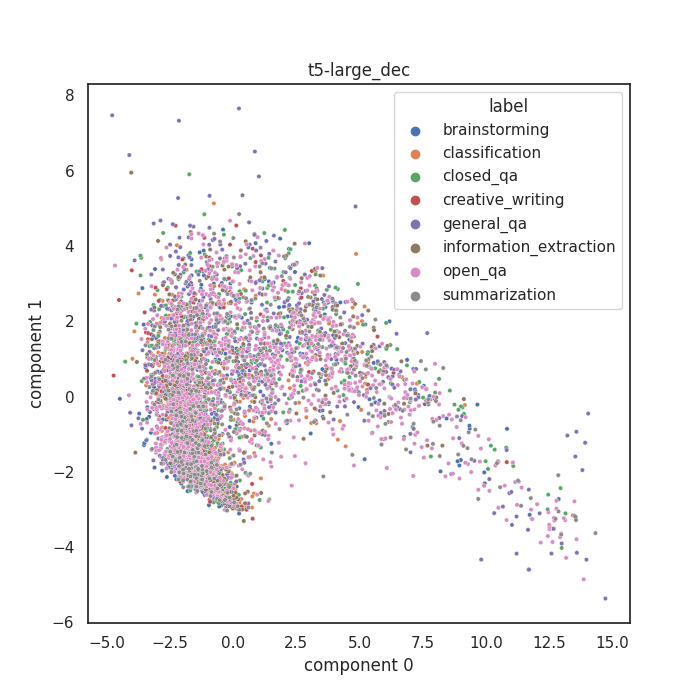 t5-large_dec
label
brainstorming
classification
closed_qa
creative_writing
general_qa
information_extraction
open_qa
summarization
component 1
8
6
4
2
0
−2
−4
−6
−5.0 −2.5 0.0 2.5 5.0 7.5 10.0 12.5 15.0
component 0